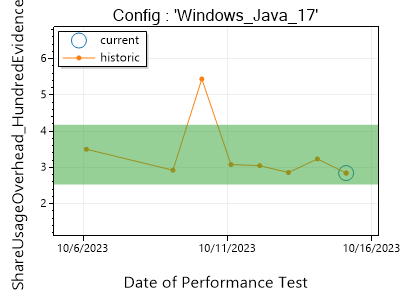 Config : 'Windows_Java_17'
ShareUsageOverhead_HundredEvidence
current
historic
6
5
4
3
2
10/6/2023
10/11/2023
10/16/2023
Date of Performance Test